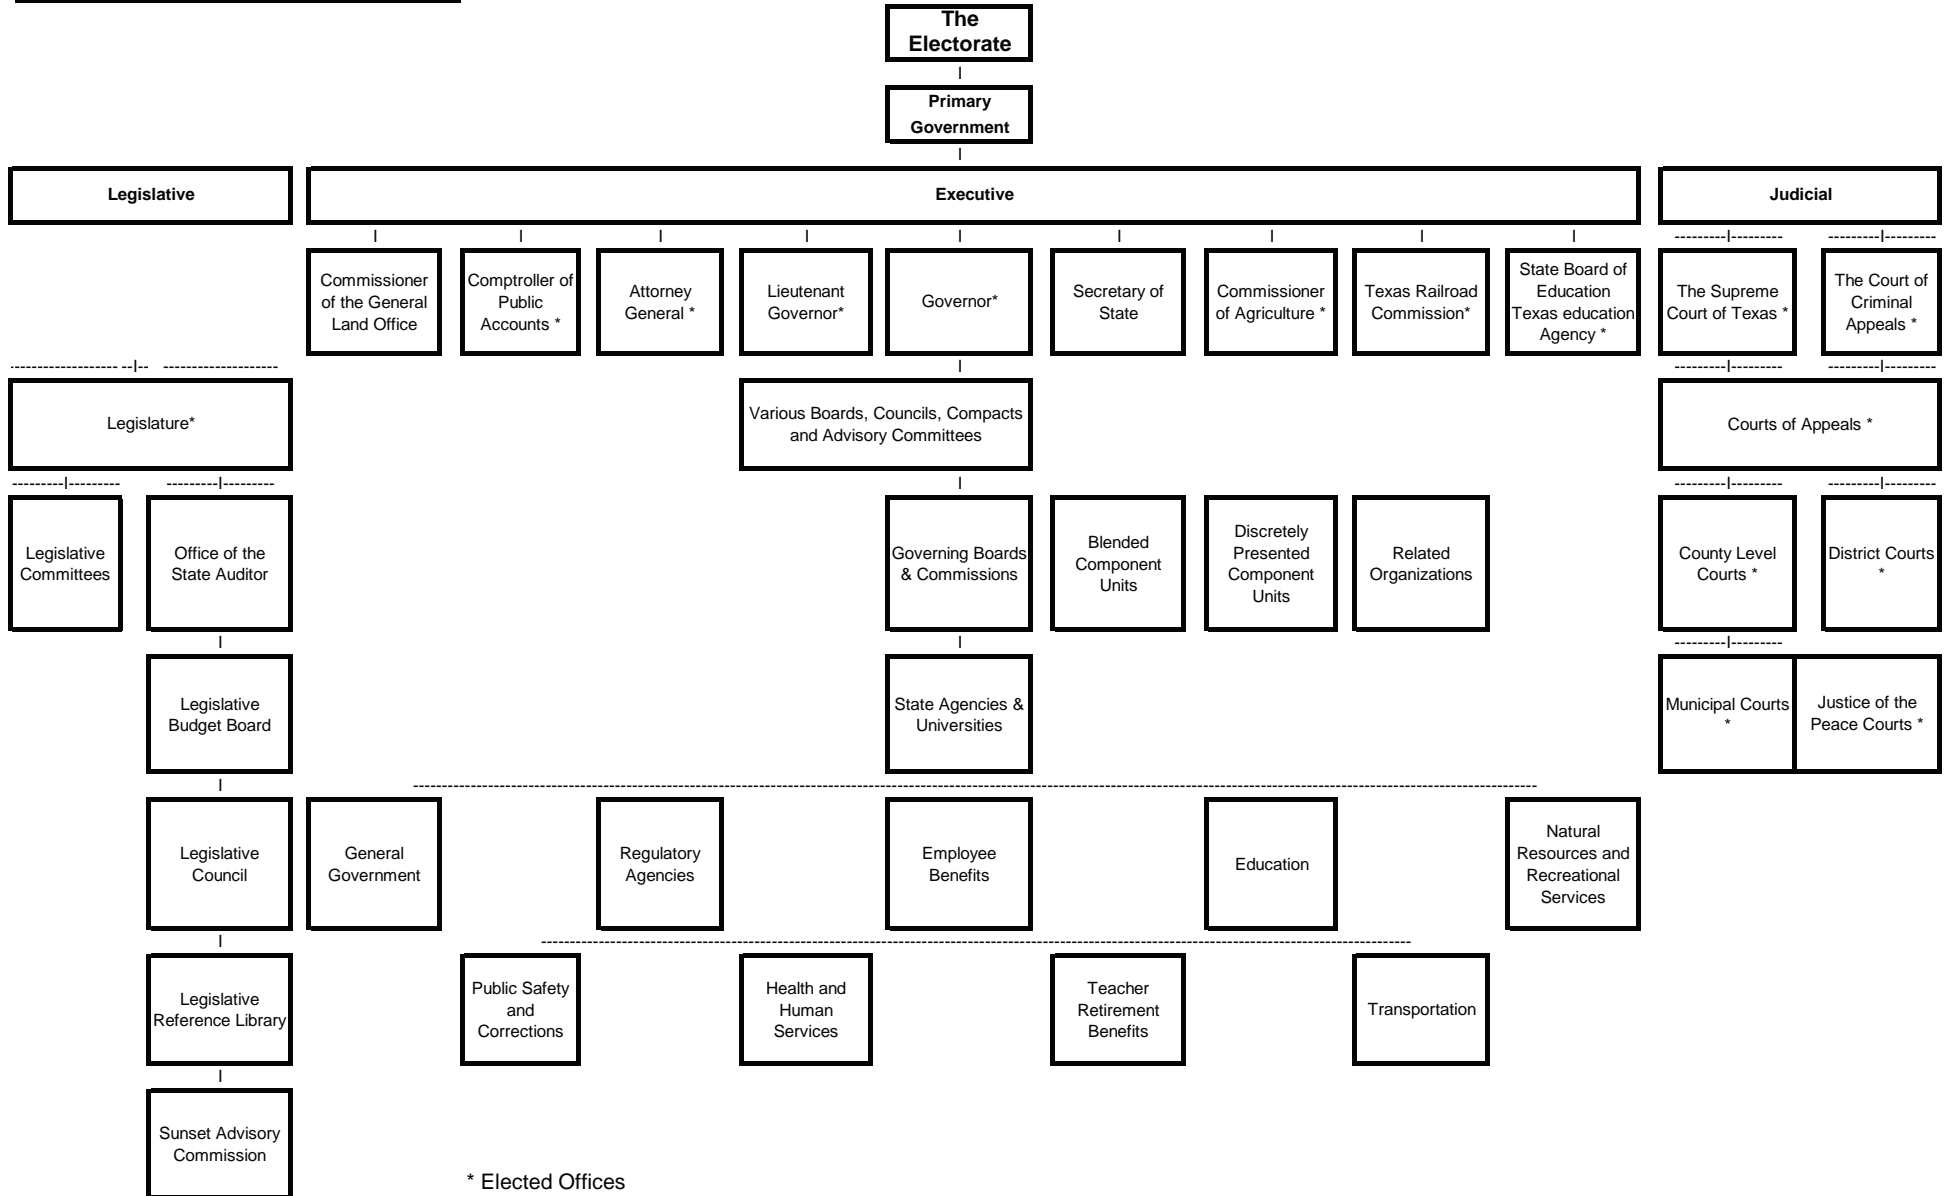 The
Electorate
Primary
Government
Legislative
Executive
Judicial
Commissioner
of the General
Land Office
Comptroller of
Public
Accounts *
Attorney
General *
Lieutenant
Governor*
Governor*
Secretary of
State
Commissioner
of Agriculture *
Texas Railroad
Commission*
State Board of
Education
Texas education
Agency *
The Supreme
Court of Texas *
The Court of
Criminal
Appeals *
Legislature*
Various Boards, Councils, Compacts
and Advisory Committees
Courts of Appeals *
Legislative
Committees
Office of the
State Auditor
Governing Boards
& Commissions
Blended
Component
Units
Discretely
Presented
Component
Units
Related
Organizations
County Level
Courts *
District Courts
*
Legislative
Budget Board
State Agencies &
Universities
Municipal Courts
*
Justice of the
Peace Courts *
Legislative
Council
General
Government
Regulatory
Agencies
Employee
Benefits
Education
Natural
Resources and
Recreational
Services
Legislative
Reference Library
Public Safety
and
Corrections
Health and
Human
Services
Teacher
Retirement
Benefits
Transportation
Sunset Advisory
Commission
* Elected Offices